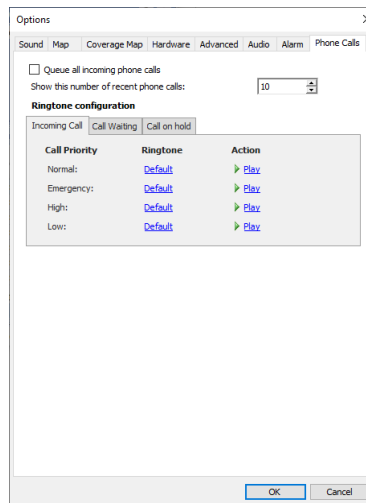 Options
Sound Map Coverage Map Hardware Advanced Audio Alarm Phone Calls
Queue all incoming phone calls
Show this number of recent phone calls: 10
Ringtone configuration
Incoming Call Call Waiting Call on hold
Call Priority Ringtone Action
Normal: Default Play
Emergency: Default Play
High: Default Play
Low: Default Play
OK Cancel